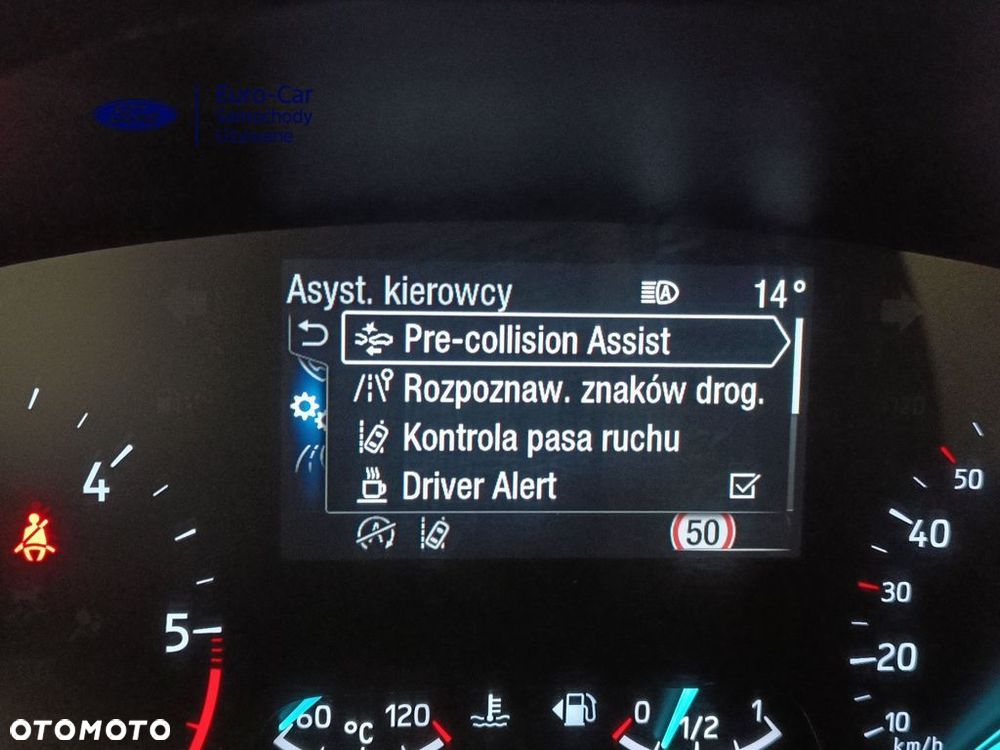 Ford
Euro-Car
Samochody
Używane
Asyst. kierowcy
A
14°
Pre-collision Assist
Rozpoznaw. znaków drog.
Kontrola pasa ruchu
Driver Alert
A
50
4
5
50
40
30
20
10
km/h
60
°C
120
0
1/2
1
OTOMOTO